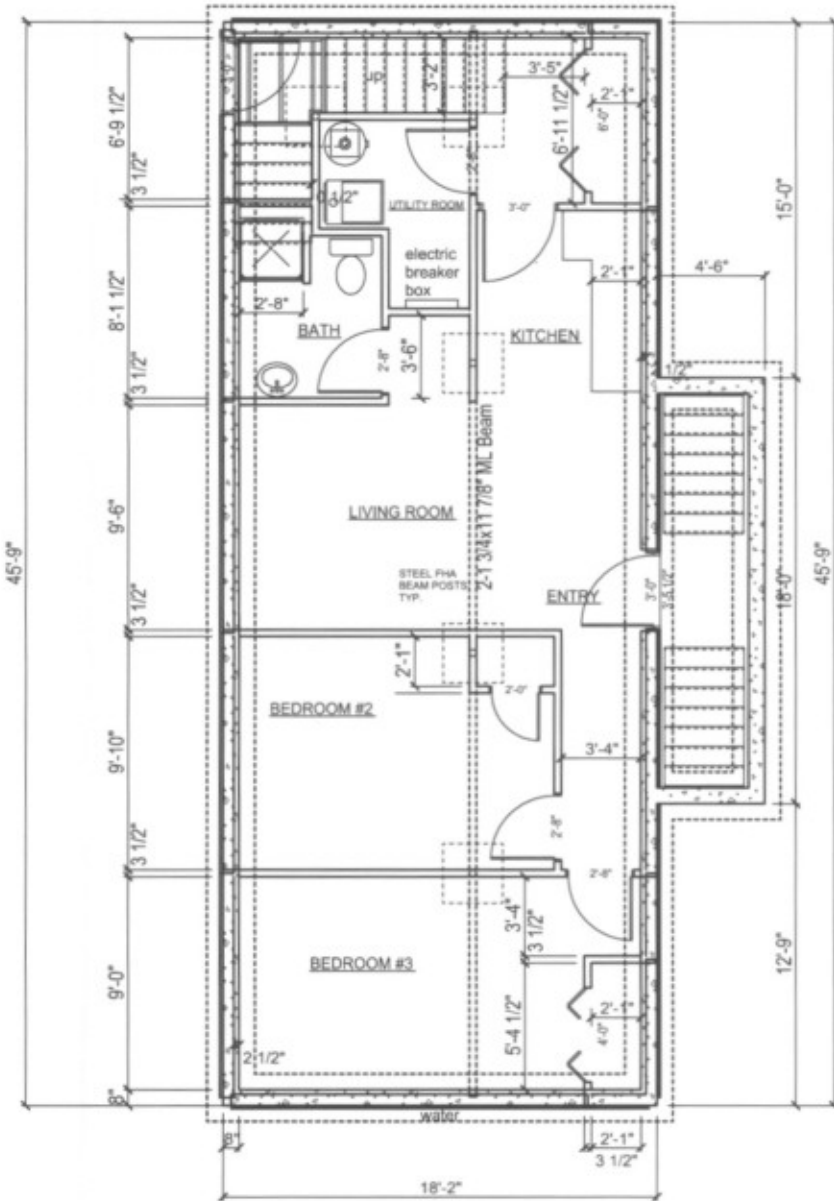 3'-5"
2'-1"
up
3'-2"
6'-11 1/2"
6'-0"
6'-9 1/2"
3 1/2"
UTILITY ROOM
2'-8"
3'-0"
15'-0"
electric
breaker
box
4'-6"
2'-1"
2'-8"
BATH
KITCHEN
8'-1 1/2"
2'-8"
3'-6"
3 1/2"
2-1 3/4x11 7/8" ML Beam
LIVING ROOM
9'-6"
45'-9"
45'-9"
STEEL FHA
BEAM POSTS
TYP.
ENTRY
3'-0"
3'-5 1/2"
18'-0"
3 1/2"
2'-1"
2'-0"
BEDROOM #2
3'-4"
9'-10"
2'-8"
3 1/2"
2'-8"
3'-4"
3 1/2"
BEDROOM #3
12'-9"
9'-0"
5'-4 1/2"
2'-1"
4'-0"
2 1/2"
8"
water
8"
2'-1"
3 1/2"
18'-2"